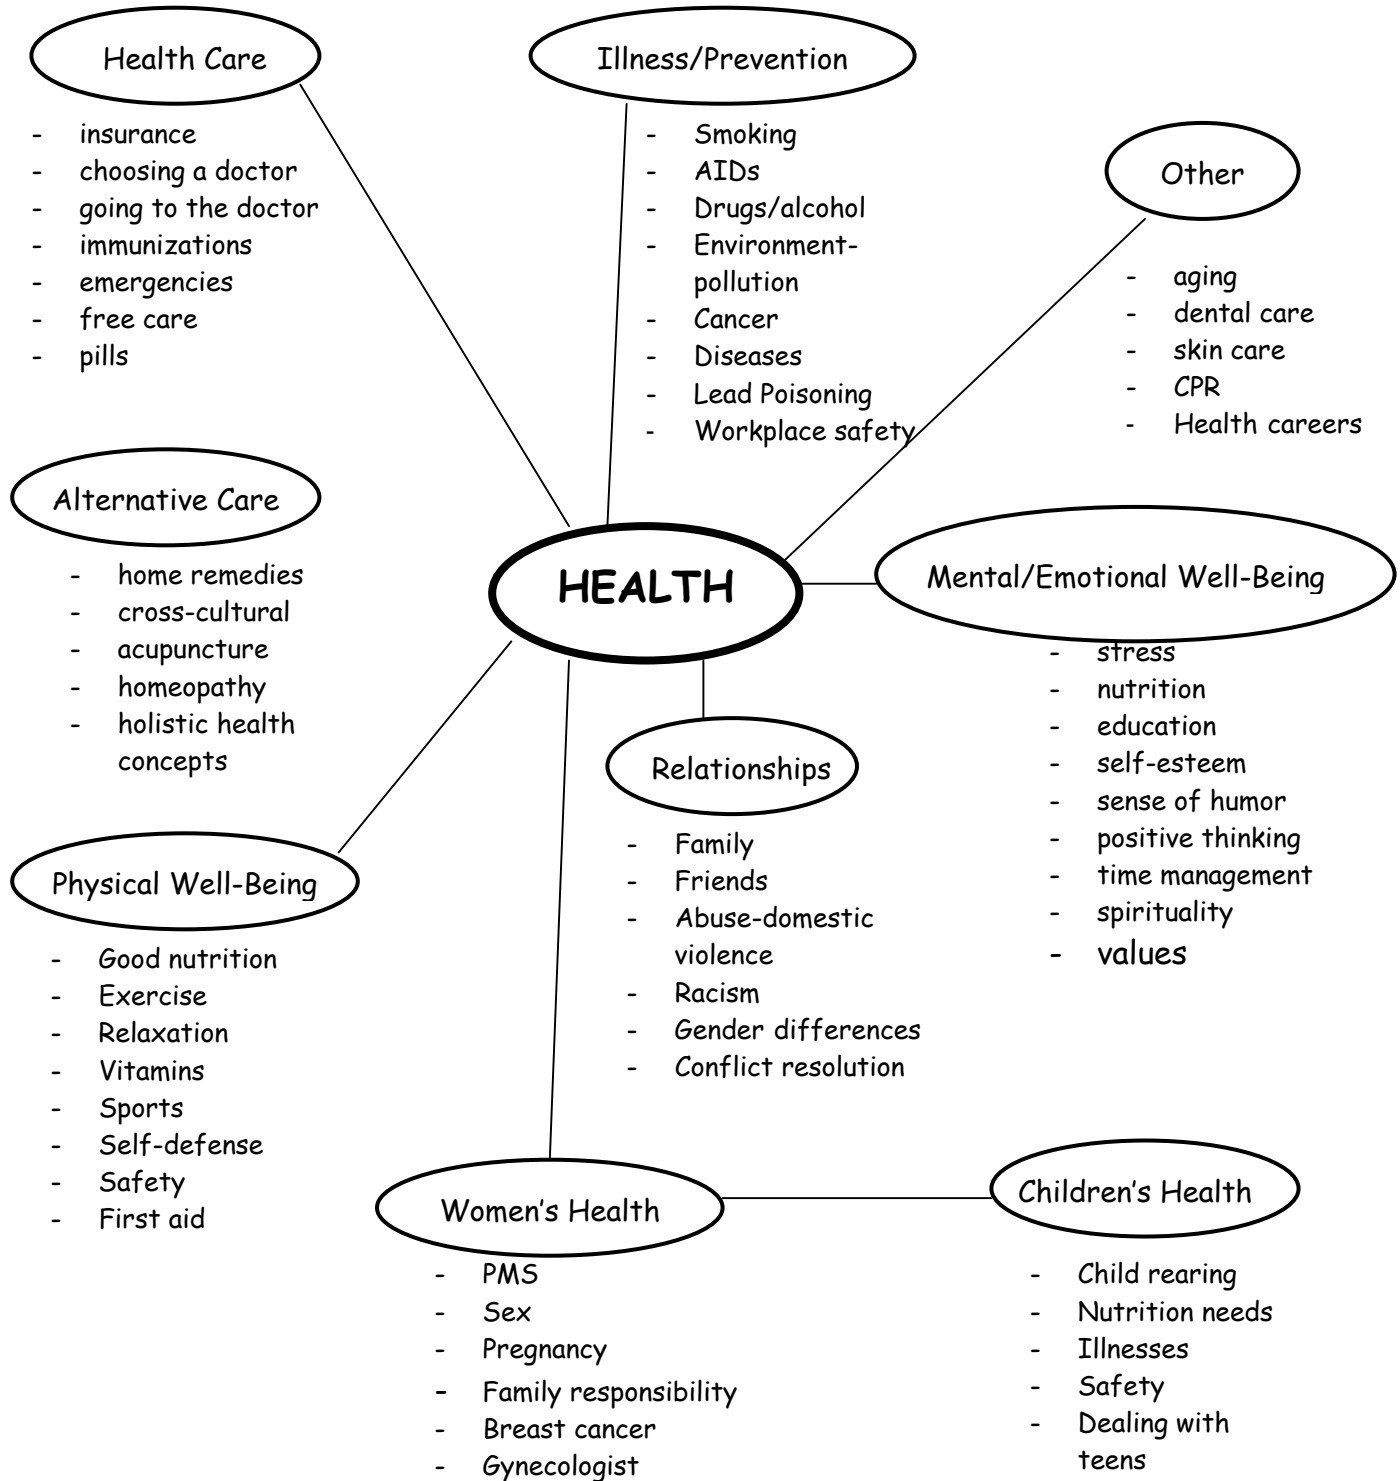 Health Care
- insurance
- choosing a doctor
- going to the doctor
- immunizations
- emergencies
- free care
- pills
Illness/Prevention
- Smoking
- AIDs
- Drugs/alcohol
- Environment-
pollution
- Cancer
- Diseases
- Lead Poisoning
- Workplace safety
Other
- aging
- dental care
- skin care
- CPR
- Health careers
Alternative Care
- home remedies
- cross-cultural
- acupuncture
- homeopathy
- holistic health
concepts
HEALTH
Mental/Emotional Well-Being
- stress
- nutrition
- education
- self-esteem
- sense of humor
- positive thinking
- time management
- spirituality
- values
Relationships
- Family
- Friends
- Abuse-domestic
violence
- Racism
- Gender differences
- Conflict resolution
Physical Well-Being
- Good nutrition
- Exercise
- Relaxation
- Vitamins
- Sports
- Self-defense
- Safety
- First aid
Women's Health
- PMS
- Sex
- Pregnancy
- Family responsibility
- Breast cancer
- Gynecologist
Children's Health
- Child rearing
- Nutrition needs
- Illnesses
- Safety
- Dealing with
teens